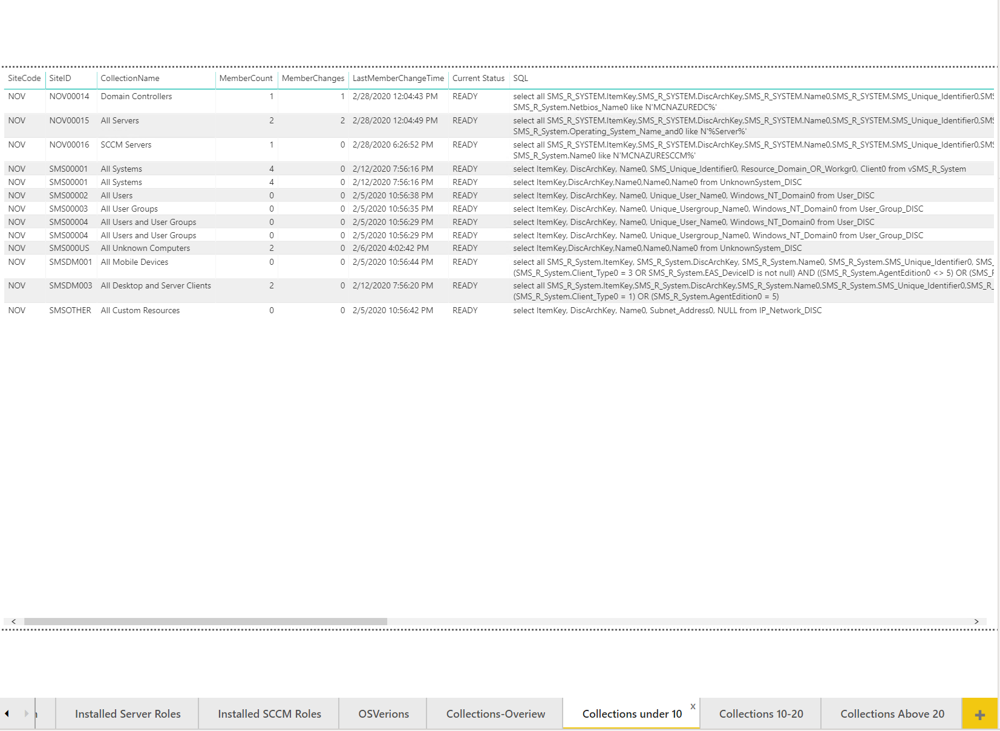 SiteCode SiteID CollectionName MemberCount MemberChanges LastMemberChangeTime Current Status SQL
NOV NOV00014 Domain Controllers 1 1 2/28/2020 12:04:43 PM READY select all SMS_R_SYSTEM.ItemKey,SMS_R_SYSTEM.DiscArchKey,SMS_R_SYSTEM.Name0,SMS_R_SYSTEM.SMS_Unique_Identifier0,SMS
SMS_R_System.Netbios_Name0 like N'MCNAZUREDC%'
NOV NOV00015 All Servers 2 2 2/28/2020 12:04:49 PM READY select all SMS_R_SYSTEM.ItemKey,SMS_R_SYSTEM.DiscArchKey,SMS_R_SYSTEM.Name0,SMS_R_SYSTEM.SMS_Unique_Identifier0,SMS
SMS_R_System.Operating_System_Name_and0 like N'%Server%'
NOV NOV00016 SCCM Servers 1 0 2/28/2020 6:26:52 PM READY select all SMS_R_SYSTEM.ItemKey,SMS_R_SYSTEM.DiscArchKey,SMS_R_SYSTEM.Name0,SMS_R_SYSTEM.SMS_Unique_Identifier0,SMS
SMS_R_System.Name0 like N'MCNAZURESCCM%'
NOV SMS00001 All Systems 4 0 2/12/2020 7:56:16 PM READY select ItemKey, DiscArchKey, Name0, SMS_Unique_Identifier0, Resource_Domain_OR_Workgr0, Client0 from vSMS_R_System
NOV SMS00001 All Systems 4 0 2/12/2020 7:56:16 PM READY select ItemKey,DiscArchKey,Name0,Name0,Name0 from UnknownSystem_DISC
NOV SMS00002 All Users 0 0 2/5/2020 10:56:38 PM READY select ItemKey, DiscArchKey, Name0, Unique_User_Name0, Windows_NT_Domain0 from User_DISC
NOV SMS00003 All User Groups 0 0 2/5/2020 10:56:35 PM READY select ItemKey, DiscArchKey, Name0, Unique_Usergroup_Name0, Windows_NT_Domain0 from User_Group_DISC
NOV SMS00004 All Users and User Groups 0 0 2/5/2020 10:56:29 PM READY select ItemKey, DiscArchKey, Name0, Unique_User_Name0, Windows_NT_Domain0 from User_DISC
NOV SMS00004 All Users and User Groups 0 0 2/5/2020 10:56:29 PM READY select ItemKey, DiscArchKey, Name0, Unique_Usergroup_Name0, Windows_NT_Domain0 from User_Group_DISC
NOV SMS000US All Unknown Computers 2 0 2/6/2020 4:02:42 PM READY select ItemKey,DiscArchKey,Name0,Name0,Name0 from UnknownSystem_DISC
NOV SMSDM001 All Mobile Devices 0 0 2/5/2020 10:56:44 PM READY select all SMS_R_System.ItemKey, SMS_R_System.DiscArchKey, SMS_R_System.Name0, SMS_R_System.SMS_Unique_Identifier0, SMS_
(SMS_R_System.Client_Type0 = 3 OR SMS_R_System.EAS_DeviceID is not null) AND ((SMS_R_System.AgentEdition0 <> 5) OR (SMS_
NOV SMSDM003 All Desktop and Server Clients 2 0 2/12/2020 7:56:20 PM READY select all SMS_R_System.ItemKey,SMS_R_System.DiscArchKey,SMS_R_System.Name0,SMS_R_System.SMS_Unique_Identifier0,SMS_R_
(SMS_R_System.Client_Type0 = 1) OR (SMS_R_System.AgentEdition0 = 5)
NOV SMSOTHER All Custom Resources 0 0 2/5/2020 10:56:42 PM READY select ItemKey, DiscArchKey, Name0, Subnet_Address0, NULL from IP_Network_DISC
Installed Server Roles Installed SCCM Roles OSVerions Collections-Overiew Collections under 10 x Collections 10-20 Collections Above 20 +